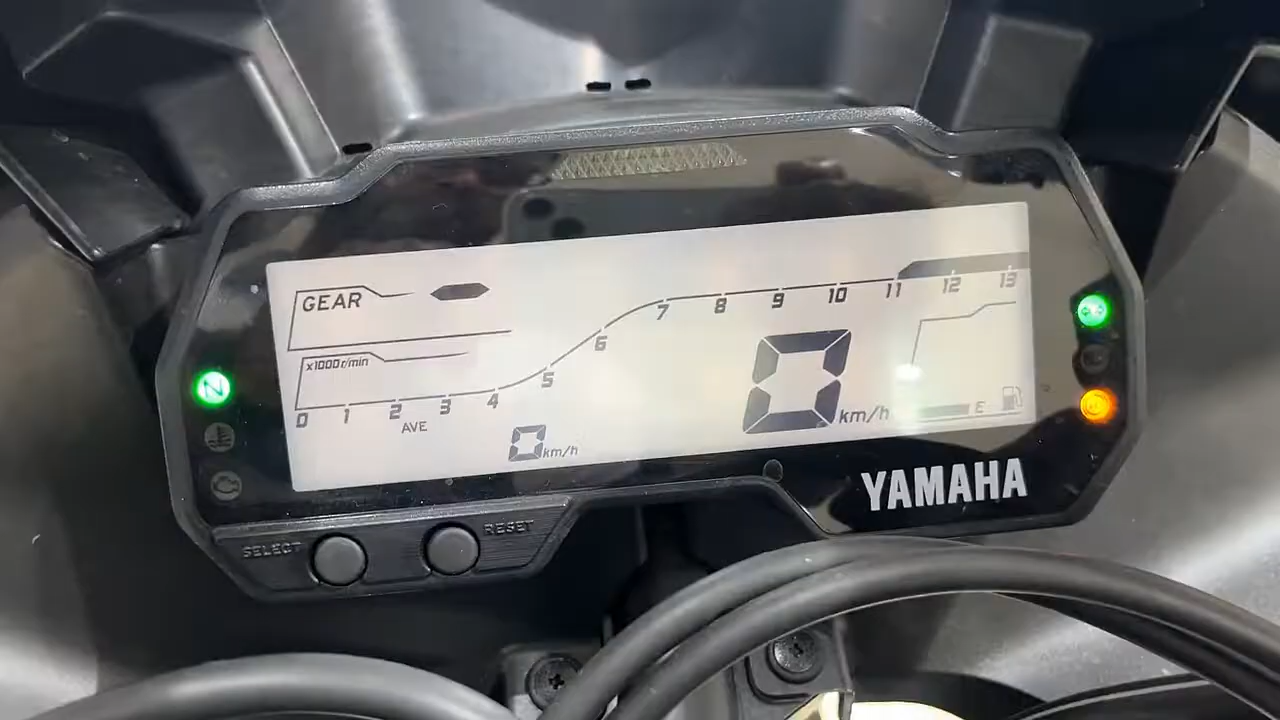 GEAR
x1000 r/min
0 1 2 3 4 5 6 7 8 9 10 11 12 13
AVE
0 km/h
0 km/h
E
N
YAMAHA
SELECT
RESET